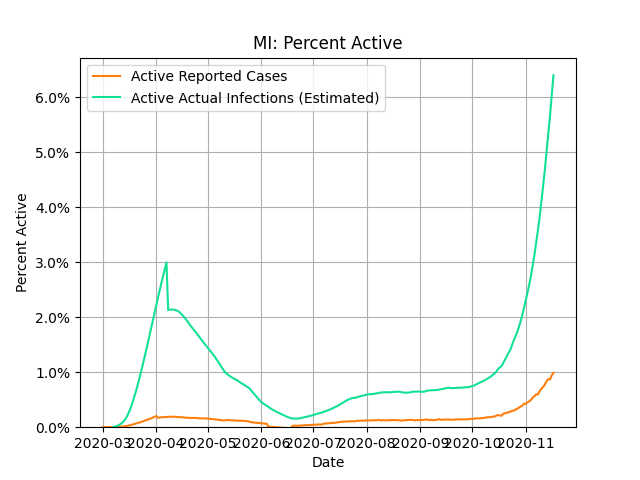 MI: Percent Active
Active Reported Cases
Active Actual Infections (Estimated)
Percent Active
6.0%
5.0%
4.0%
3.0%
2.0%
1.0%
0.0%
2020-03 2020-04 2020-05 2020-06 2020-07 2020-08 2020-09 2020-10 2020-11
Date